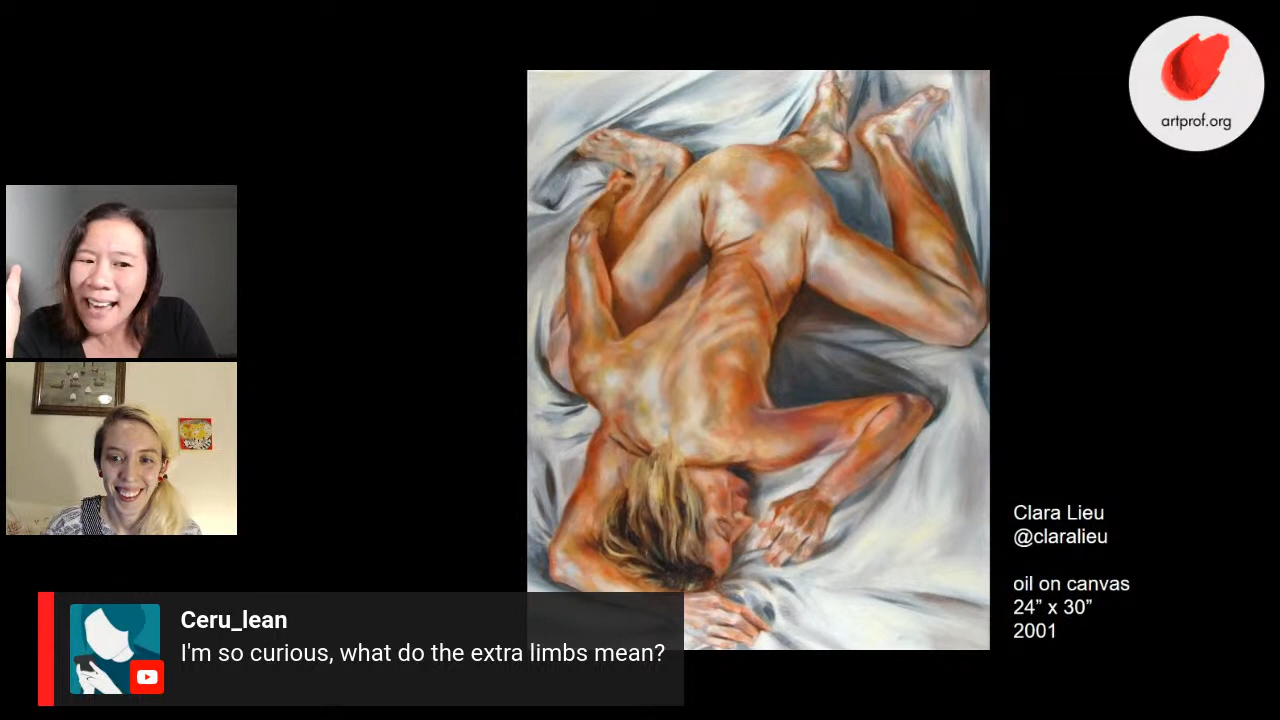 artprof.org
Clara Lieu
@claralieu
oil on canvas
24” x 30”
2001
Ceru_lean
I'm so curious, what do the extra limbs mean?